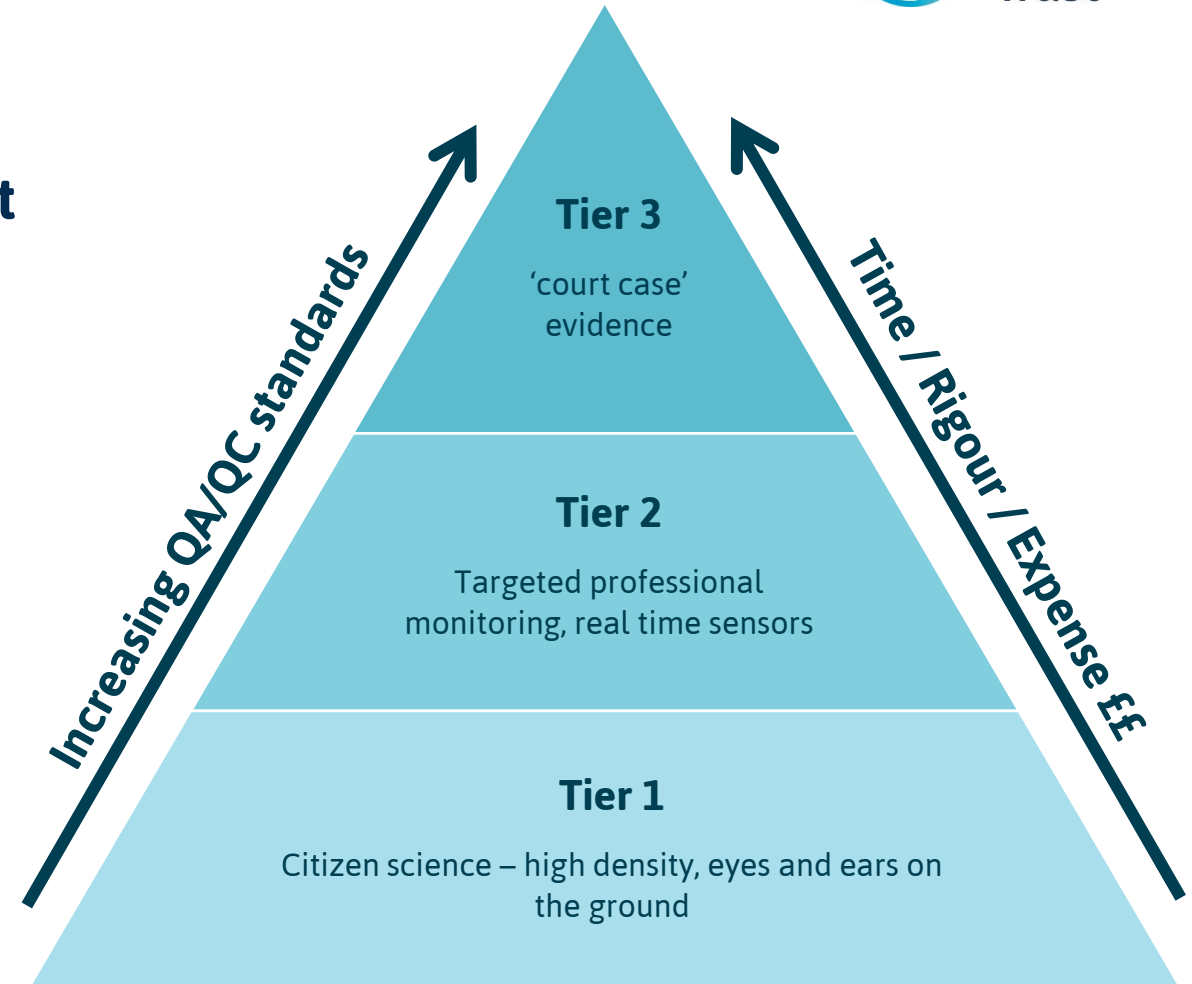 t
Tier 3
‘court case’
evidence
Increasing QA/QC standards
Time / Rigour / Expense ££
Tier 2
Targeted professional
monitoring, real time sensors
Tier 1
Citizen science – high density, eyes and ears on
the ground